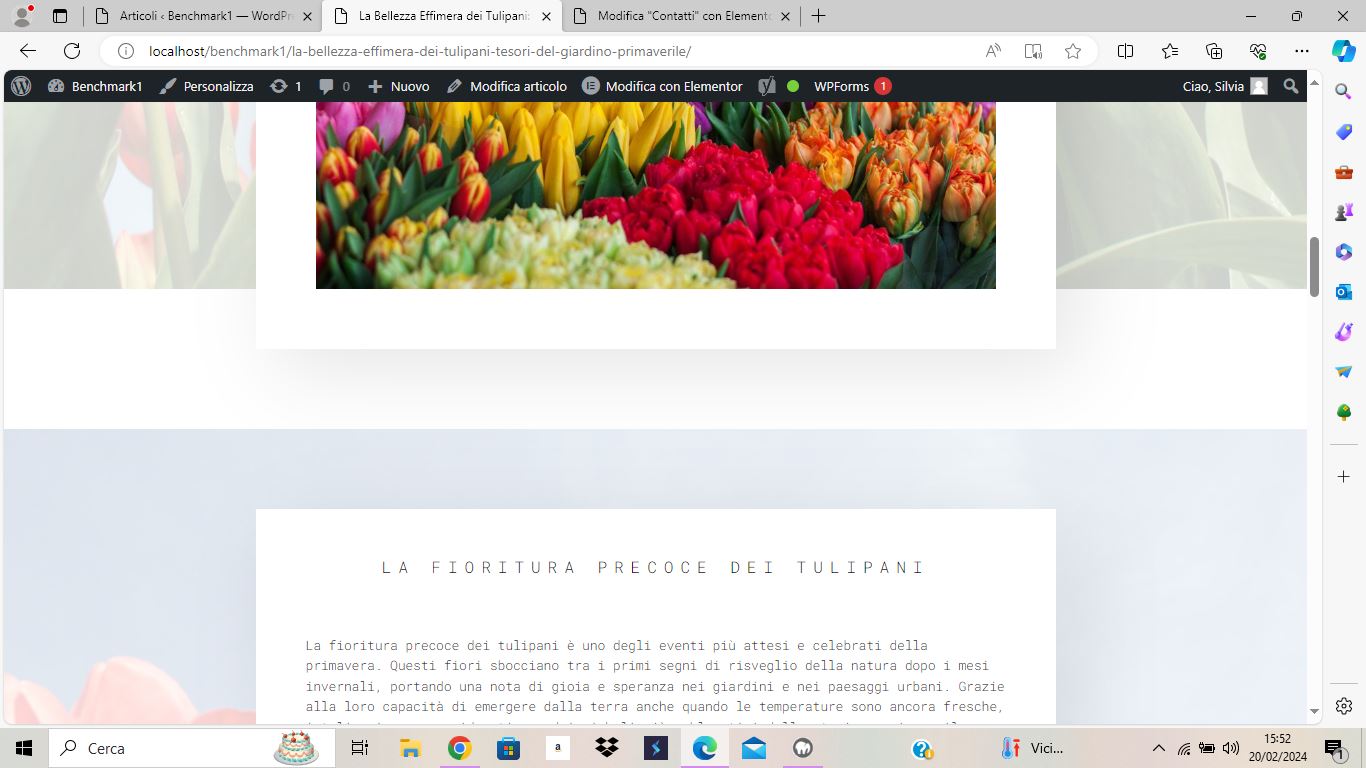 Articoli ‹ Benchmark1 — WordPr
La Bellezza Effimera dei Tulipani:
Modifica "Contatti" con Elemento
localhost/benchmark1/la-bellezza-effimera-dei-tulipani-tesori-del-giardino-primaverile/
Benchmark1 Personalizza 1 0 Nuovo Modifica articolo Modifica con Elementor WPForms 1 Ciao, Silvia
LA FIORITURA PRECOCE DEI TULIPANI
La fioritura precoce dei tulipani è uno degli eventi più attesi e celebrati della
primavera. Questi fiori sbocciano tra i primi segni di risveglio della natura dopo i mesi
invernali, portando una nota di gioia e speranza nei giardini e nei paesaggi urbani. Grazie
alla loro capacità di emergere dalla terra anche quando le temperature sono ancora fresche,
Cerca
a
Vici...
15:52
20/02/2024
1